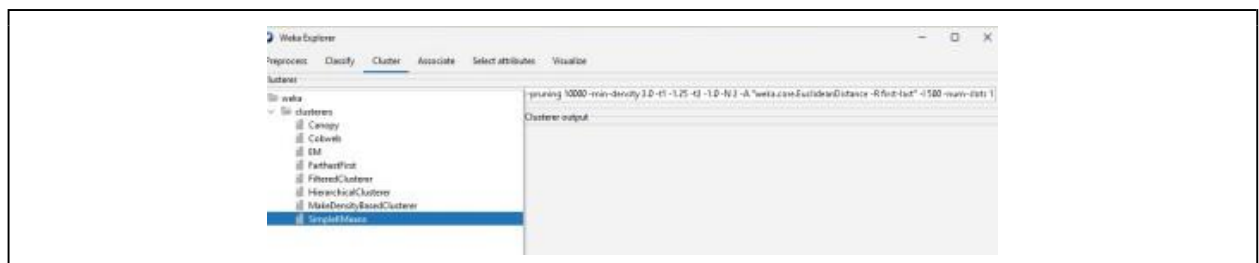 Weka Explorer
Preprocess Classify Cluster Associate Select attributes Visualize
lusterer
weka
clusterers
Canopy
Cobweb
EM
FarthestFirst
FilteredClusterer
HierarchicalClusterer
MakeDensityBasedClusterer
SimpleKMeans
-pruning 10000 -min-density 2.0 -t1 -1.25 -t2 -1.0 -N 3 -A "weka.core.EuclideanDistance -R first-last" -I 500 -num-slots 1
Clusterer output